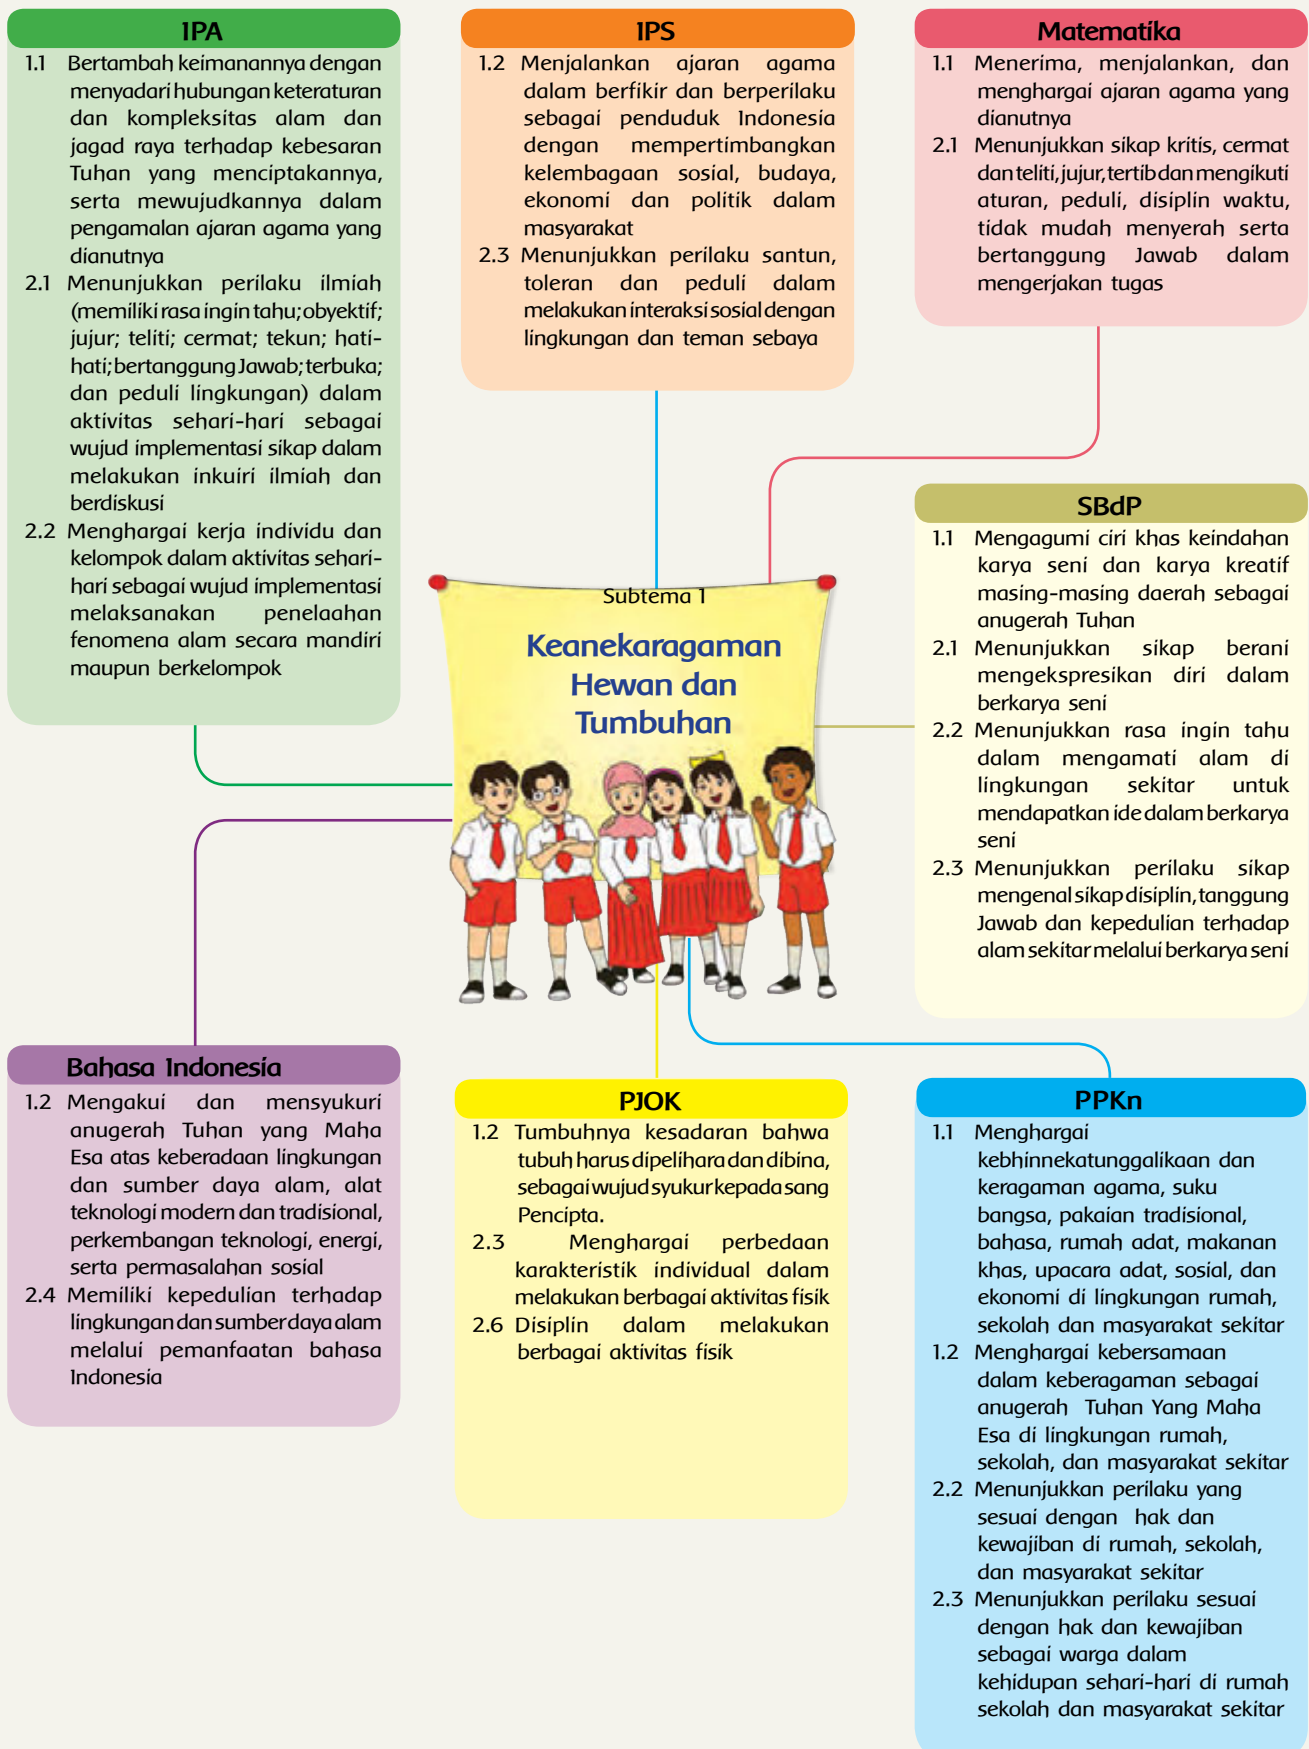 IPA
1.1 Bertambah keimanannya dengan
menyadari hubungan keteraturan
dan kompleksitas alam dan
jagad raya terhadap kebesaran
Tuhan yang menciptakannya,
serta mewujudkannya dalam
pengamalan ajaran agama yang
dianutnya
2.1 Menunjukkan perilaku ilmiah
(memiliki rasa ingin tahu; obyektif;
jujur; teliti; cermat; tekun; hati-
hati; bertanggung Jawab; terbuka;
dan peduli lingkungan) dalam
aktivitas sehari-hari sebagai
wujud implementasi sikap dalam
melakukan inkuiri ilmiah dan
berdiskusi
2.2 Menghargai kerja individu dan
kelompok dalam aktivitas sehari-
hari sebagai wujud implementasi
melaksanakan penelaahan
fenomena alam secara mandiri
maupun berkelompok
IPS
1.2 Menjalankan ajaran agama
dalam berfikir dan berperilaku
sebagai penduduk Indonesia
dengan mempertimbangkan
kelembagaan sosial, budaya,
ekonomi dan politik dalam
masyarakat
2.3 Menunjukkan perilaku santun,
toleran dan peduli dalam
melakukan interaksi sosial dengan
lingkungan dan teman sebaya
Matematika
1.1 Menerima, menjalankan, dan
menghargai ajaran agama yang
dianutnya
2.1 Menunjukkan sikap kritis, cermat
dan teliti, jujur, tertib dan mengikuti
aturan, peduli, disiplin waktu,
tidak mudah menyerah serta
bertanggung Jawab dalam
mengerjakan tugas
SBdP
1.1 Mengagumi ciri khas keindahan
karya seni dan karya kreatif
masing-masing daerah sebagai
anugerah Tuhan
2.1 Menunjukkan sikap berani
mengekspresikan diri dalam
berkarya seni
2.2 Menunjukkan rasa ingin tahu
dalam mengamati alam di
lingkungan sekitar untuk
mendapatkan ide dalam berkarya
seni
2.3 Menunjukkan perilaku sikap
mengenal sikap disiplin, tanggung
Jawab dan kepedulian terhadap
alam sekitar melalui berkarya seni
Subtema 1
Keanekaragaman
Hewan dan
Tumbuhan
Bahasa Indonesia
1.2 Mengakui dan mensyukuri
anugerah Tuhan yang Maha
Esa atas keberadaan lingkungan
dan sumber daya alam, alat
teknologi modern dan tradisional,
perkembangan teknologi, energi,
serta permasalahan sosial
2.4 Memiliki kepedulian terhadap
lingkungan dan sumber daya alam
melalui pemanfaatan bahasa
Indonesia
PJOK
1.2 Tumbuhnya kesadaran bahwa
tubuh harus dipelihara dan dibina,
sebagai wujud syukur kepada sang
Pencipta.
2.3 Menghargai perbedaan
karakteristik individual dalam
melakukan berbagai aktivitas fisik
2.6 Disiplin dalam melakukan
berbagai aktivitas fisik
PPKn
1.1 Menghargai
kebhinnekatunggalikaan dan
keragaman agama, suku
bangsa, pakaian tradisional,
bahasa, rumah adat, makanan
khas, upacara adat, sosial, dan
ekonomi di lingkungan rumah,
sekolah dan masyarakat sekitar
1.2 Menghargai kebersamaan
dalam keberagaman sebagai
anugerah Tuhan Yang Maha
Esa di lingkungan rumah,
sekolah, dan masyarakat sekitar
2.2 Menunjukkan perilaku yang
sesuai dengan hak dan
kewajiban di rumah, sekolah,
dan masyarakat sekitar
2.3 Menunjukkan perilaku sesuai
dengan hak dan kewajiban
sebagai warga dalam
kehidupan sehari-hari di rumah
sekolah dan masyarakat sekitar